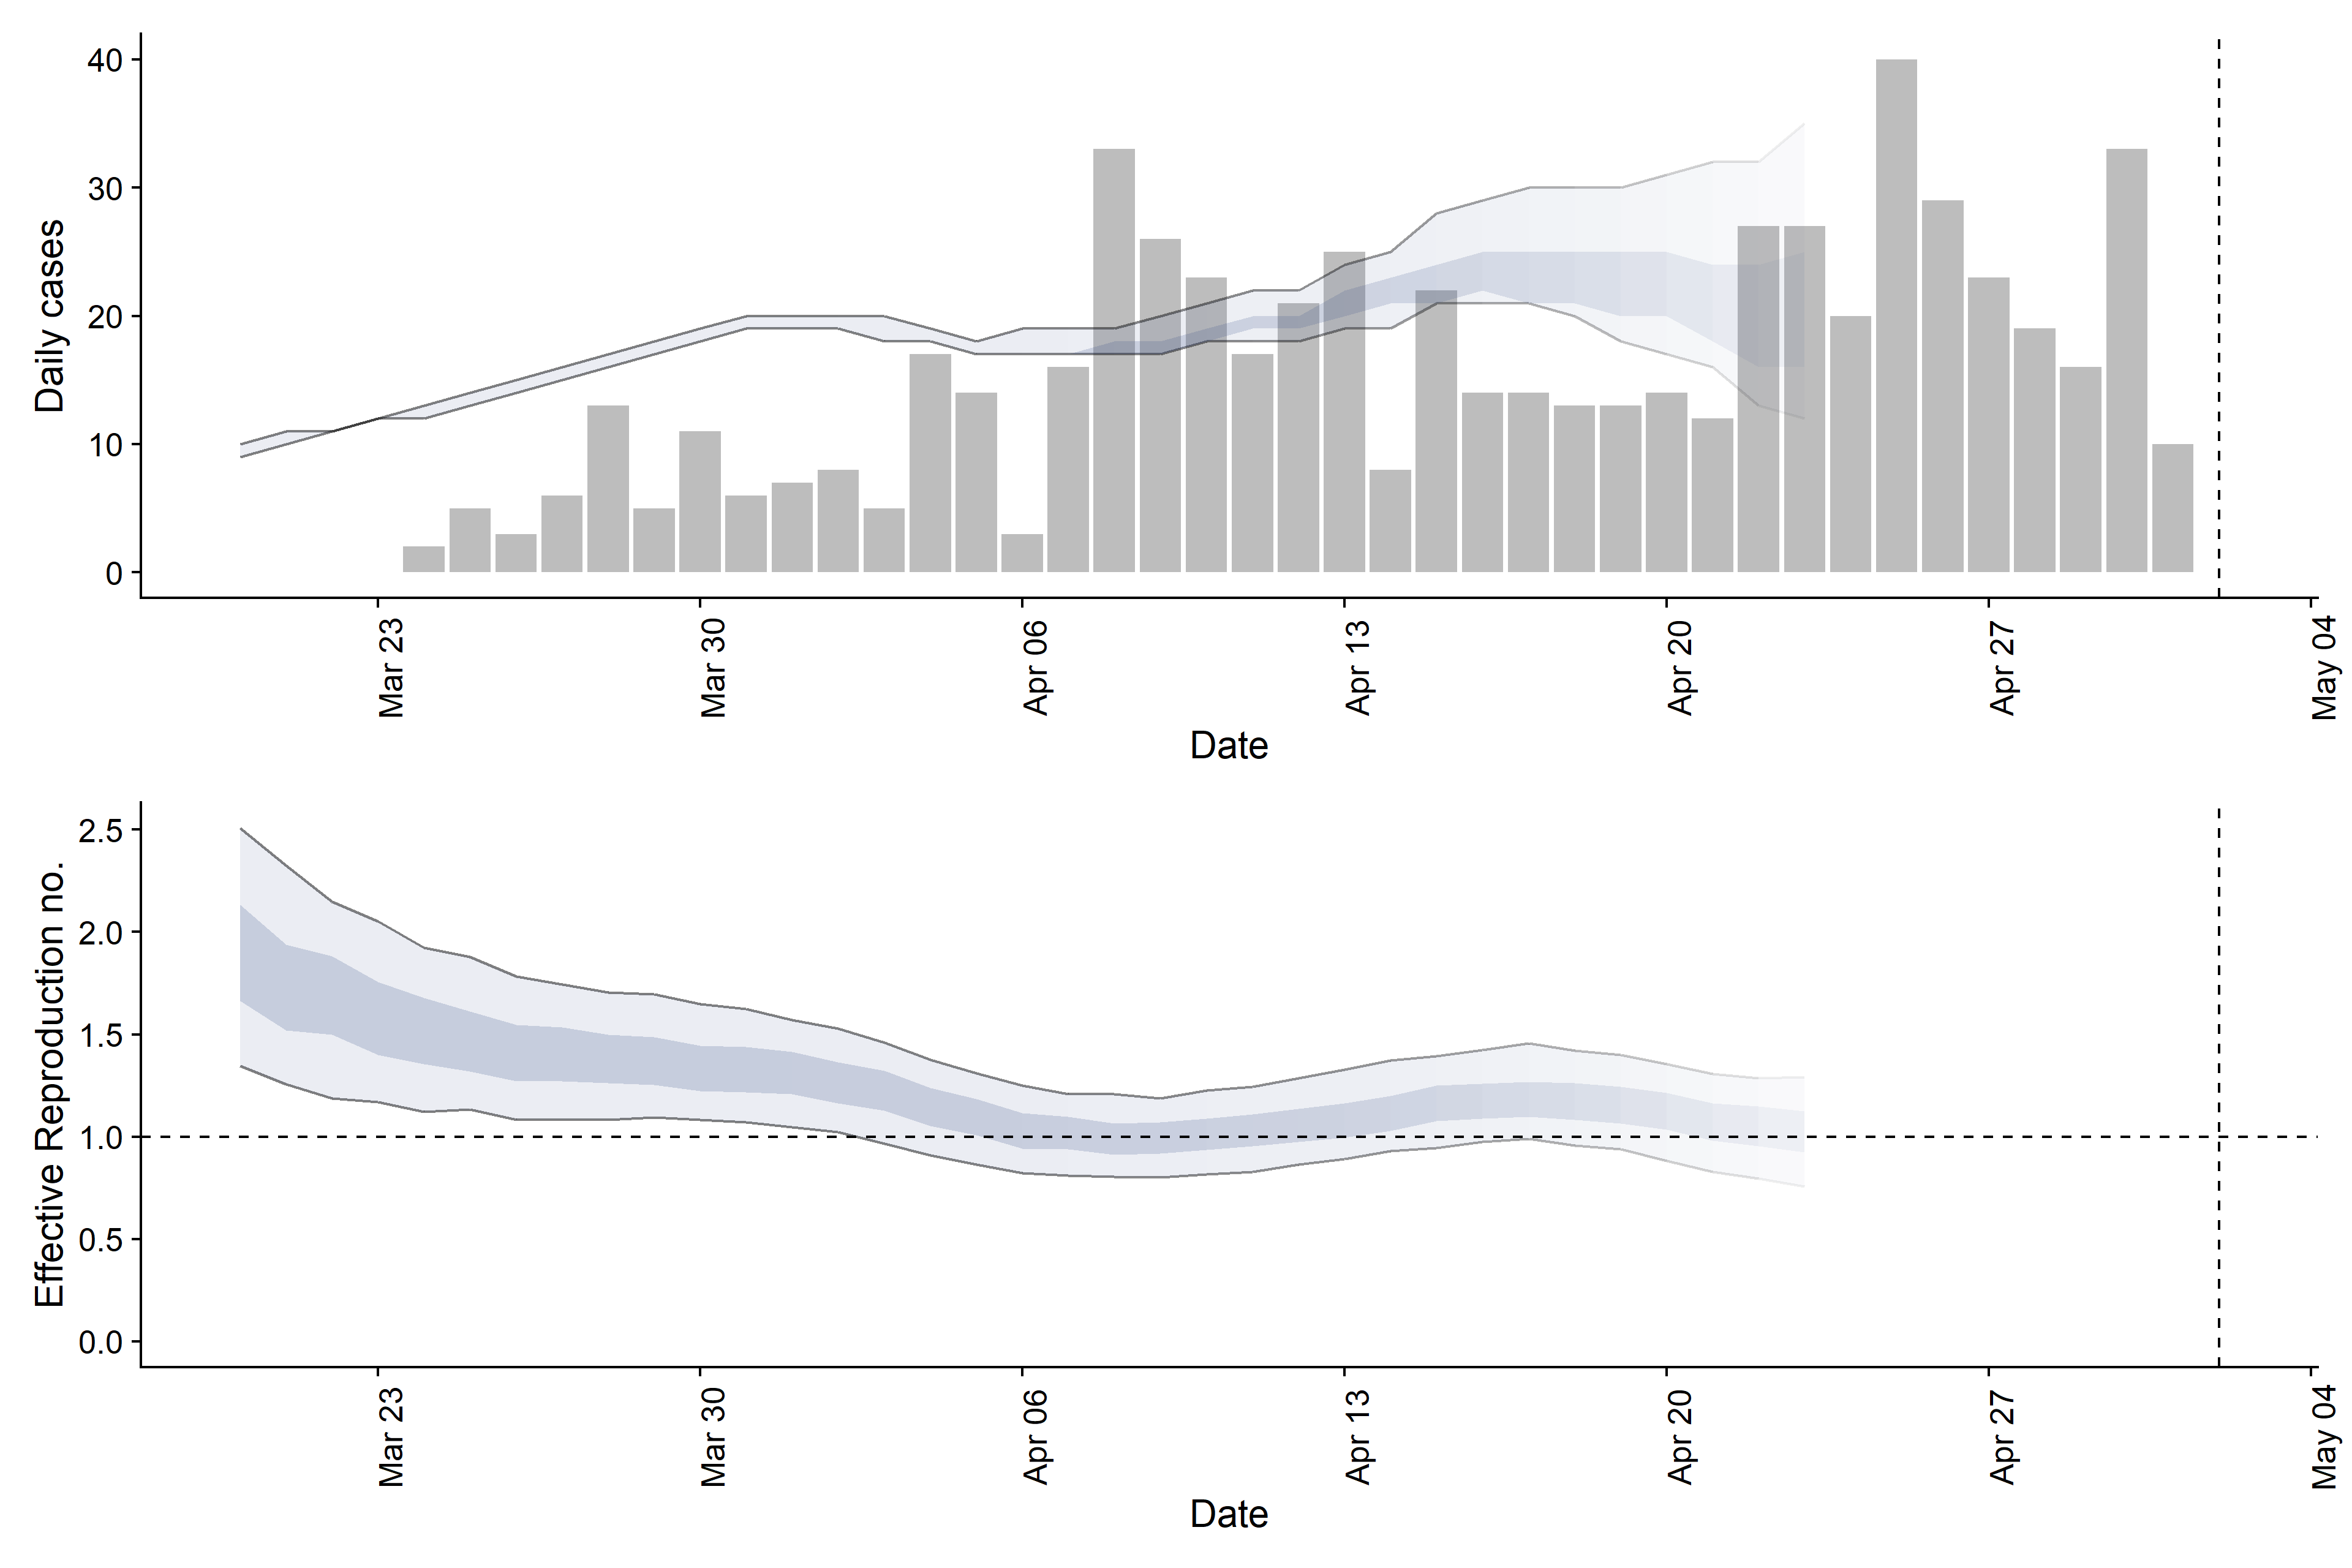 Daily cases
40
30
20
10
0
Mar 23
Mar 30
Apr 06
Apr 13
Apr 20
Apr 27
May 04
Date
Effective Reproduction no.
2.5
2.0
1.5
1.0
0.5
0.0
Mar 23
Mar 30
Apr 06
Apr 13
Apr 20
Apr 27
May 04
Date